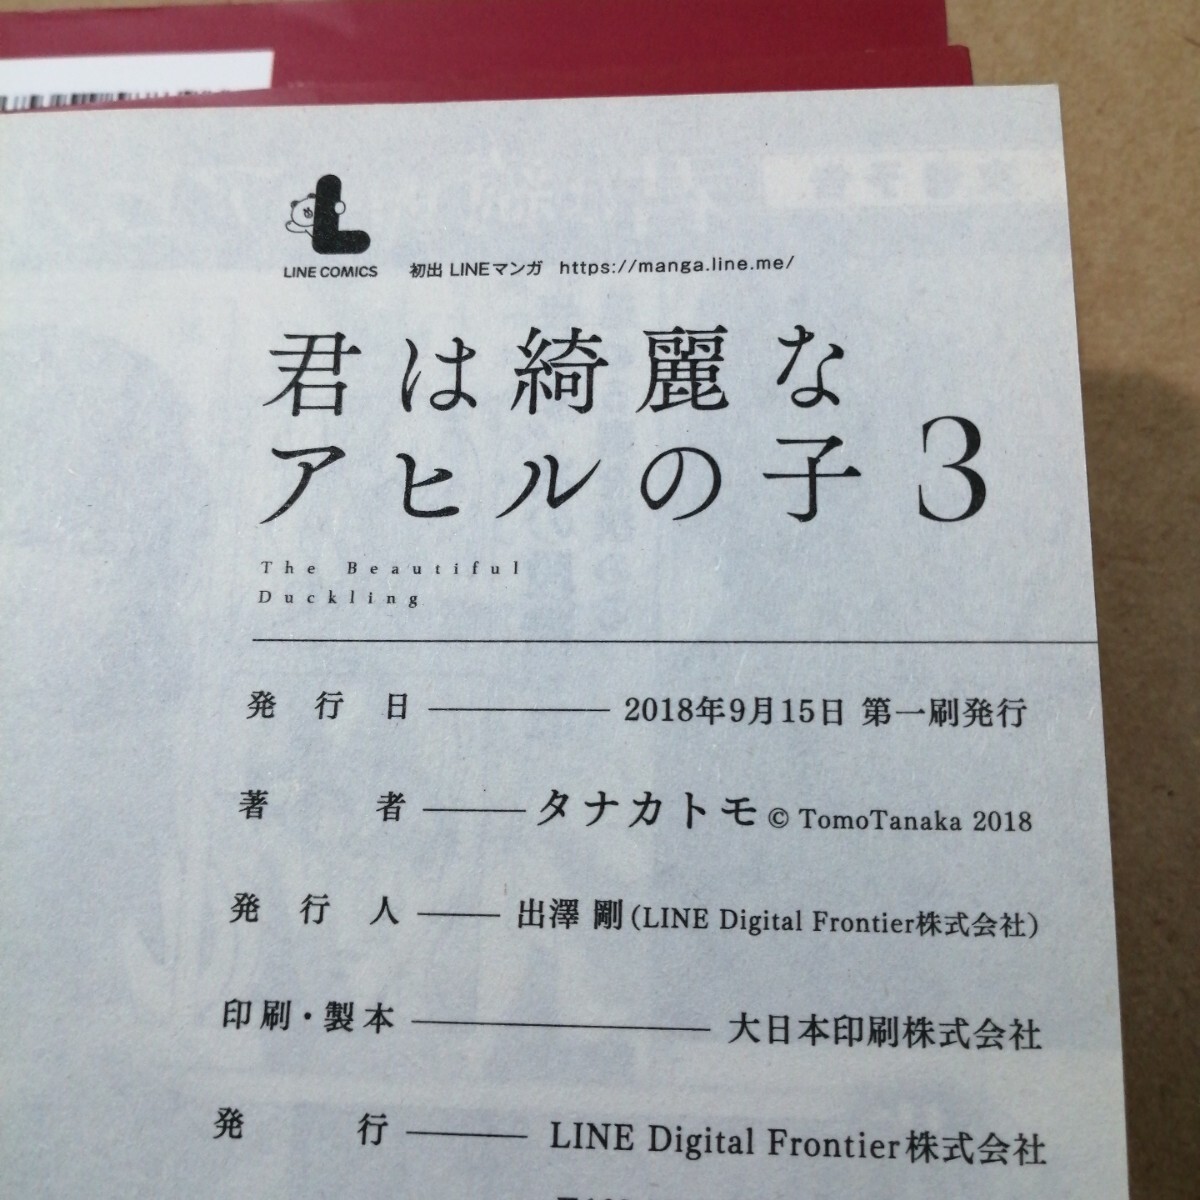 LINE COMICS 初出 LINEマンガ https://manga.line.me/
君は綺麗な
アヒルの子 3
The Beautiful
Duckling
発行日 2018年9月15日 第一刷発行
著者 タナカトモ © TomoTanaka 2018
発行人 出澤 剛(LINE Digital Frontier株式会社)
印刷・製本 大日本印刷株式会社
発行 LINE Digital Frontier株式会社